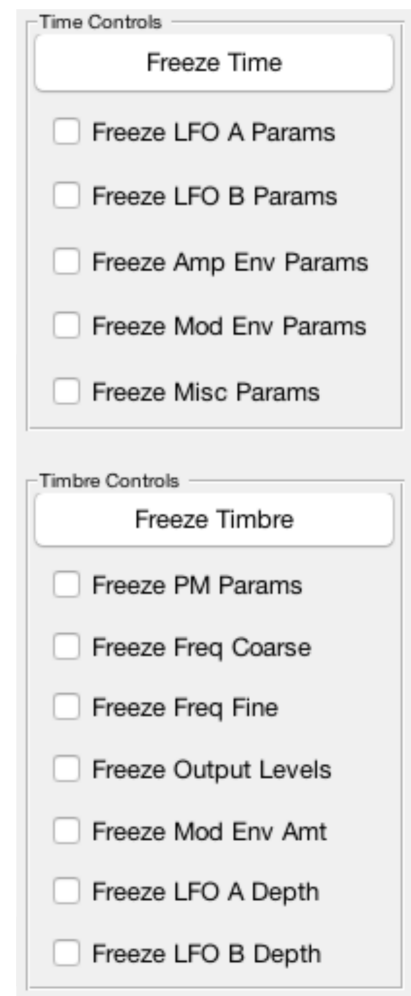 Time Controls
Freeze Time
Freeze LFO A Params
Freeze LFO B Params
Freeze Amp Env Params
Freeze Mod Env Params
Freeze Misc Params
Timbre Controls
Freeze Timbre
Freeze PM Params
Freeze Freq Coarse
Freeze Freq Fine
Freeze Output Levels
Freeze Mod Env Amt
Freeze LFO A Depth
Freeze LFO B Depth